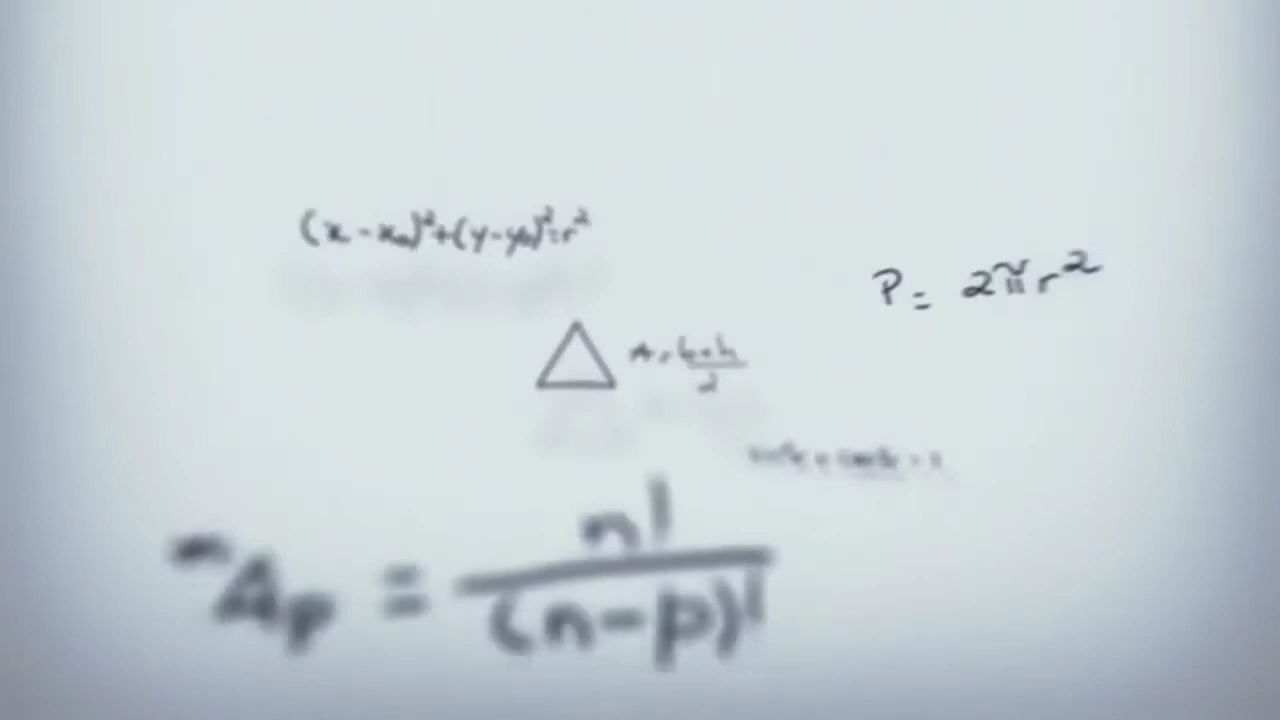 (x - x₀)²+(y-y₀)²=r²
P = 2πr²
A = b×h/2
ⁿAₚ = n!/(n-p)!